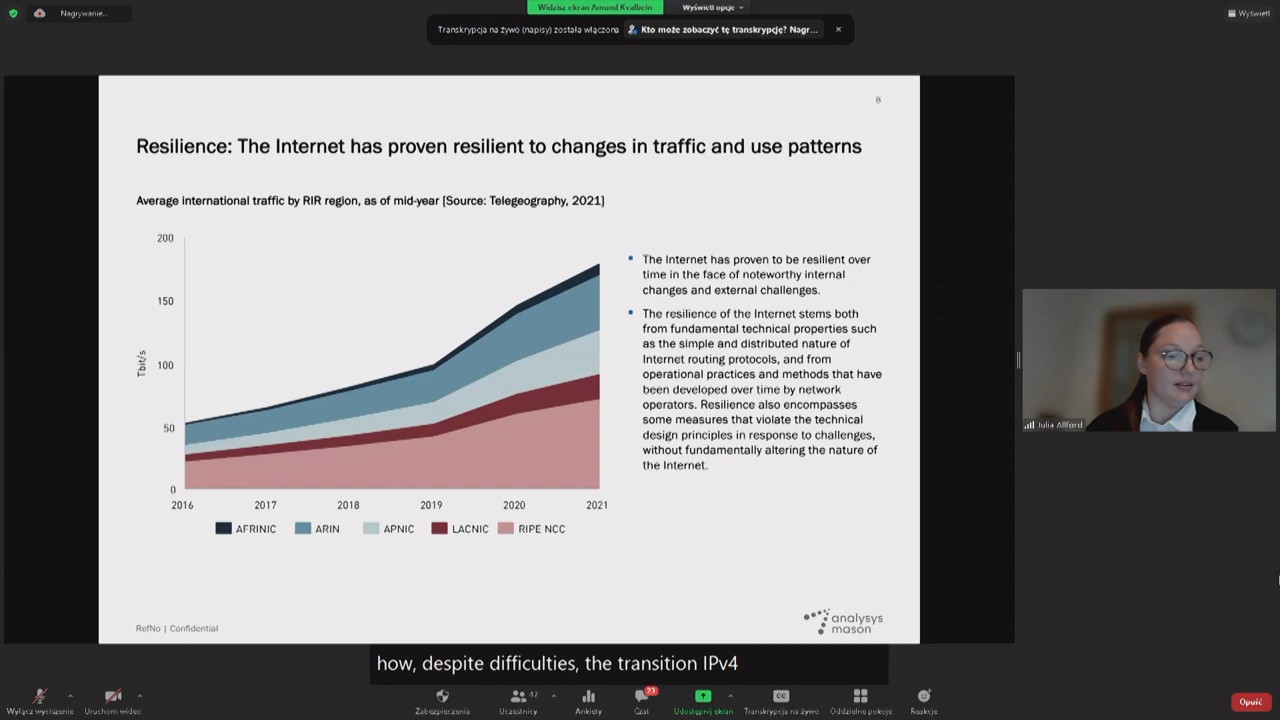 Nagrywanie...
Widzisz ekran Amund Kvalbein
Wyświetl opcje
Wyświetl
Transkrypcja na żywo (napisy) została włączona
Kto może zobaczyć tę transkrypcję? Nagr...
8
Resilience: The Internet has proven resilient to changes in traffic and use patterns
Average international traffic by RIR region, as of mid-year [Source: Telegeography, 2021]
200
150
100
50
0
Tbit/s
2016 2017 2018 2019 2020 2021
AFRINIC ARIN APNIC LACNIC RIPE NCC
The Internet has proven to be resilient over
time in the face of noteworthy internal
changes and external challenges.
The resilience of the Internet stems both
from fundamental technical properties such
as the simple and distributed nature of
Internet routing protocols, and from
operational practices and methods that have
been developed over time by network
operators. Resilience also encompasses
some measures that violate the technical
design principles in response to challenges,
without fundamentally altering the nature of
the Internet.
Julia Allford
RefNo | Confidential
analysys
mason
how, despite difficulties, the transition IPv4
42
23
CC
Wyłącz wyciszenie
Uruchom wideo
Zabezpieczenia
Uczestnicy
Ankiety
Czat
Udostępnij ekran
Transkrypcja na żywo
Oddzielne pokoje
Reakcje
Opuść